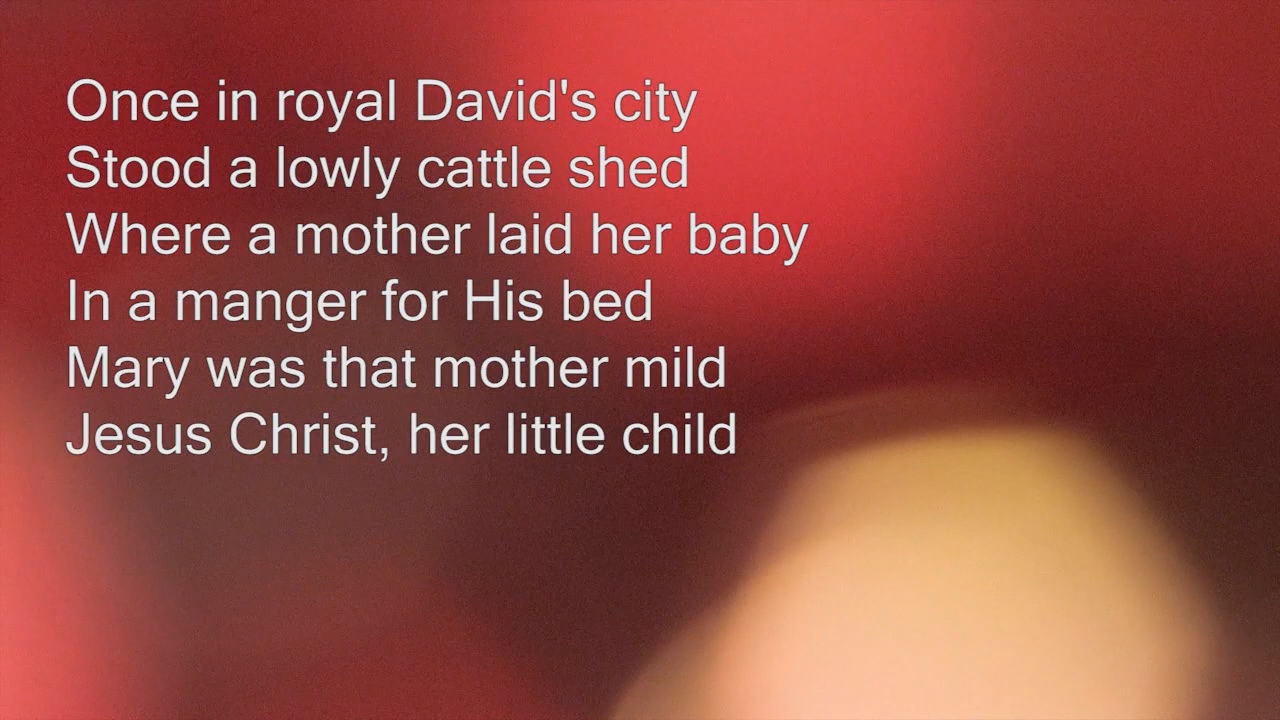 Once in royal David's city
Stood a lowly cattle shed
Where a mother laid her baby
In a manger for His bed
Mary was that mother mild
Jesus Christ, her little child